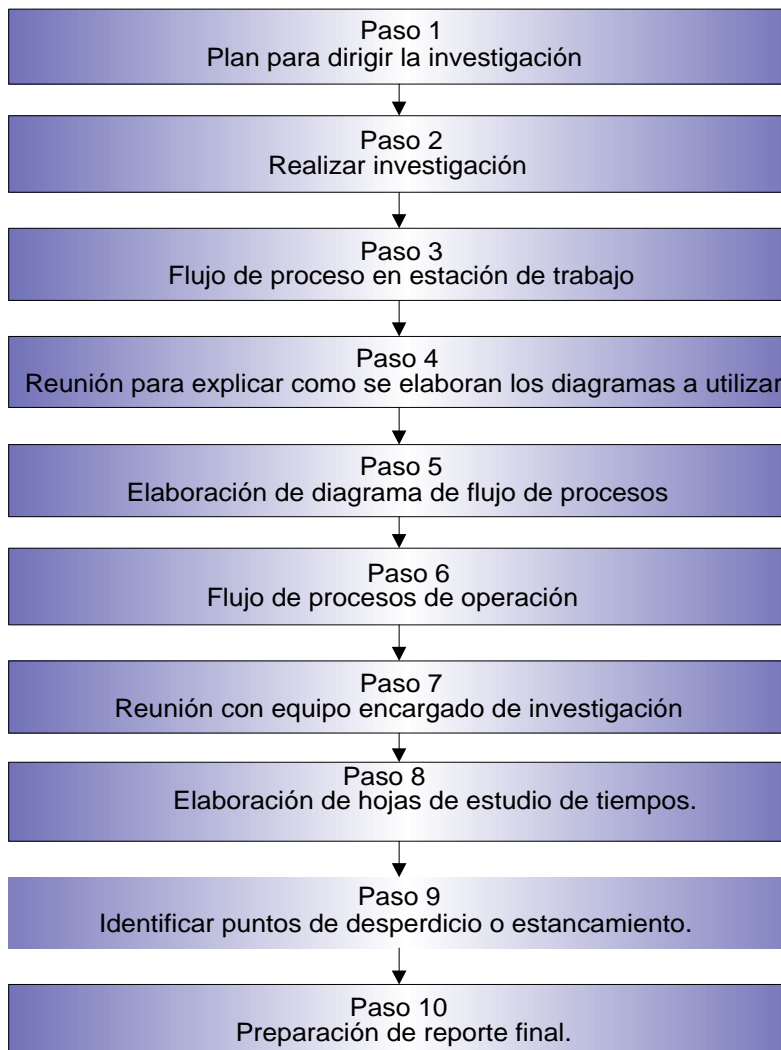 Paso 1
Plan para dirigir la investigación
Paso 2
Realizar investigación
Paso 3
Flujo de proceso en estación de trabajo
Paso 4
Reunión para explicar como se elaboran los diagramas a utilizar
Paso 5
Elaboración de diagrama de flujo de procesos
Paso 6
Flujo de procesos de operación
Paso 7
Reunión con equipo encargado de investigación
Paso 8
Elaboración de hojas de estudio de tiempos.
Paso 9
Identificar puntos de desperdicio o estancamiento.
Paso 10
Preparación de reporte final.